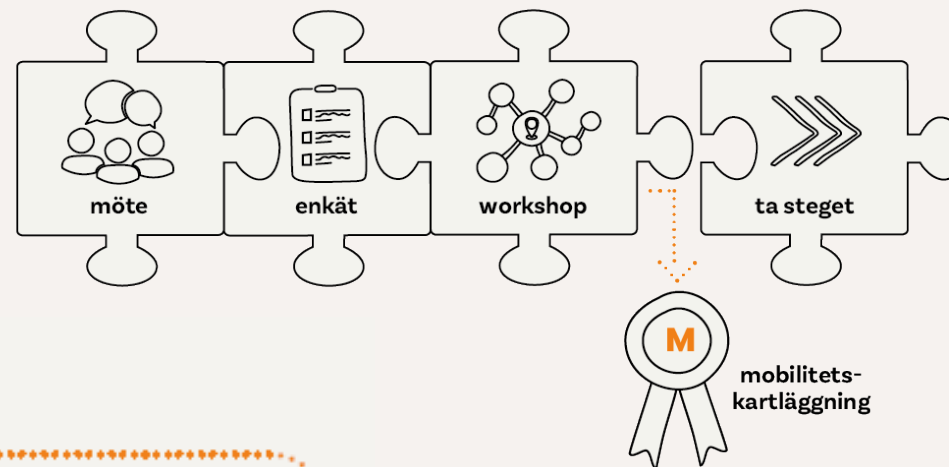 möte
enkät
workshop
ta steget
M
mobilitets-
kartläggning